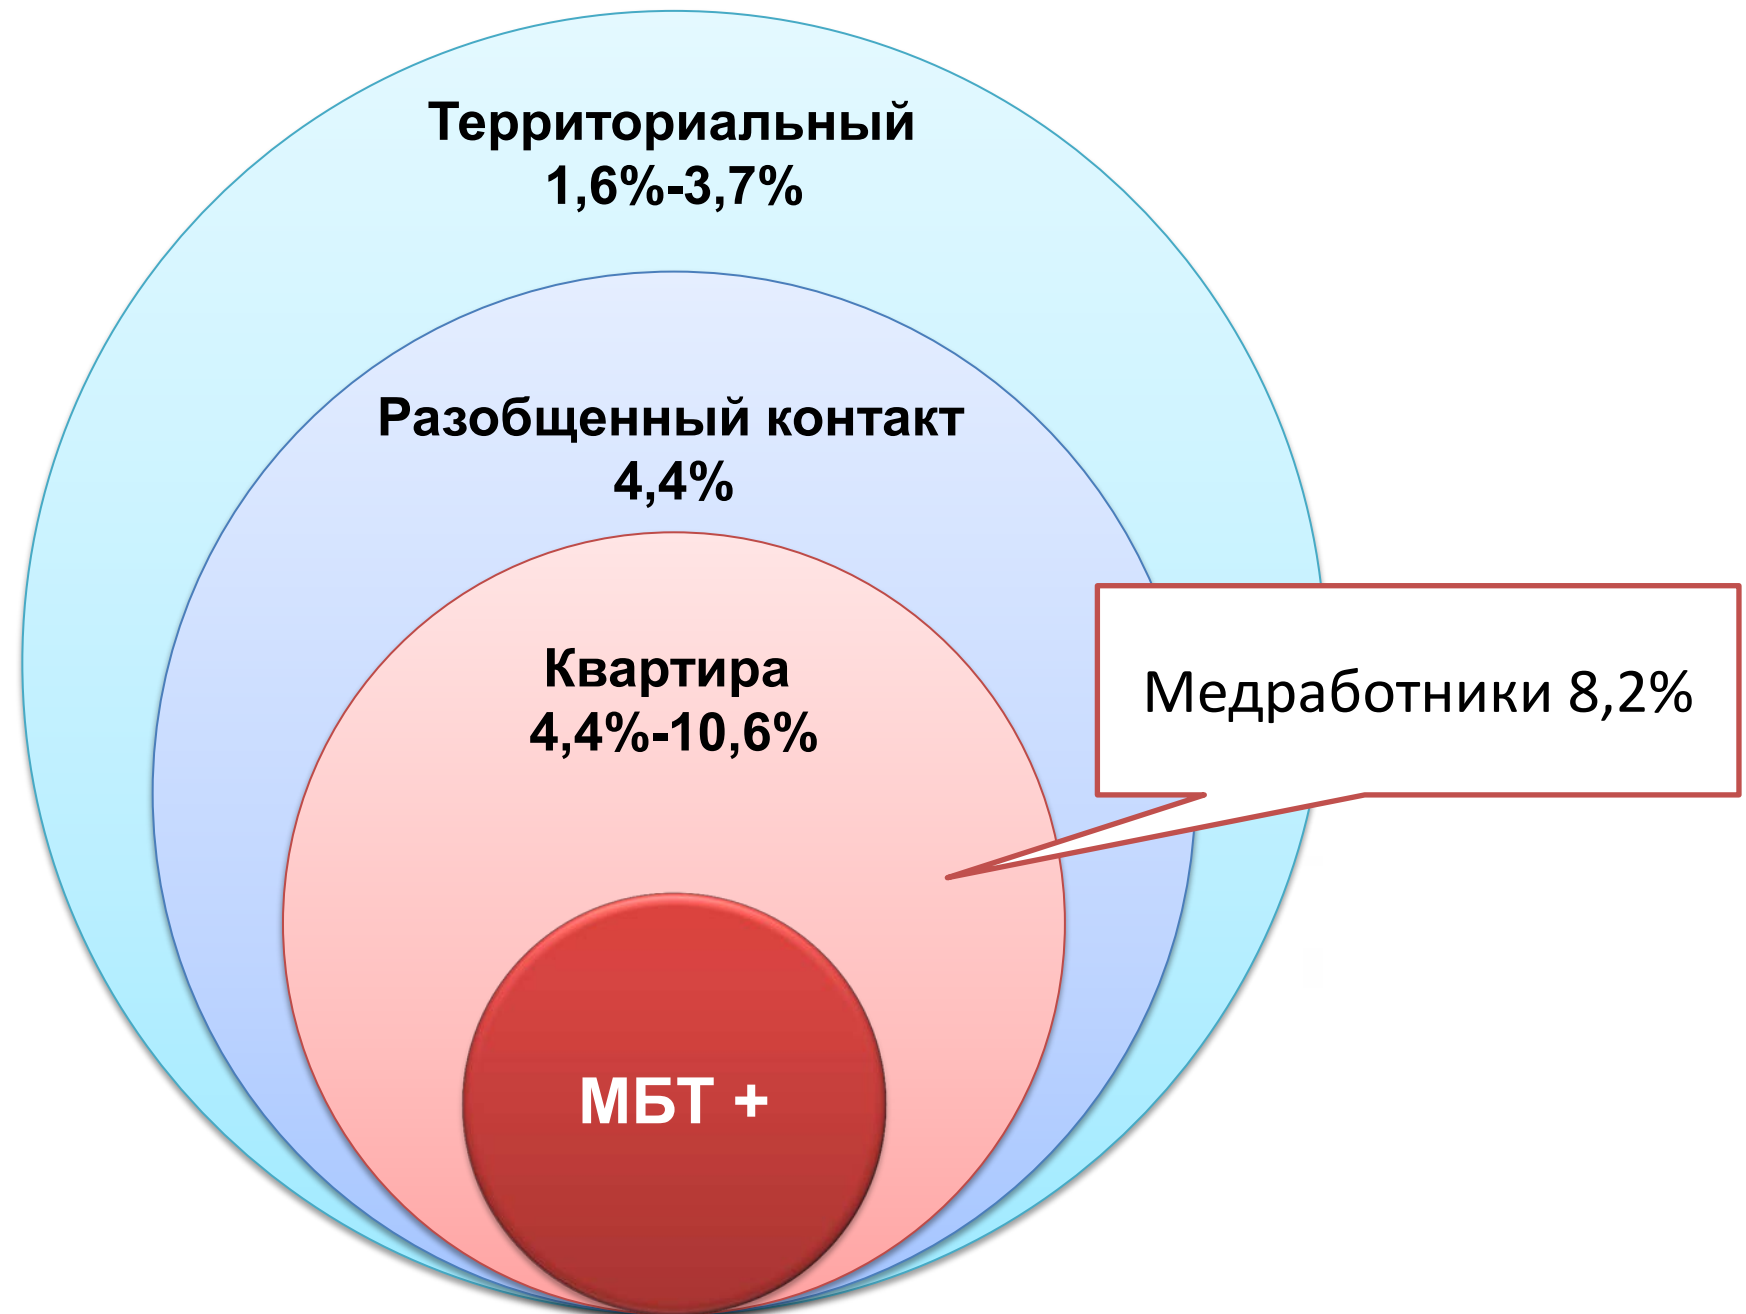 Территориальный
1,6%-3,7%
Разобщенный контакт
4,4%
Квартира
4,4%-10,6%
Медработники 8,2%
МБТ +